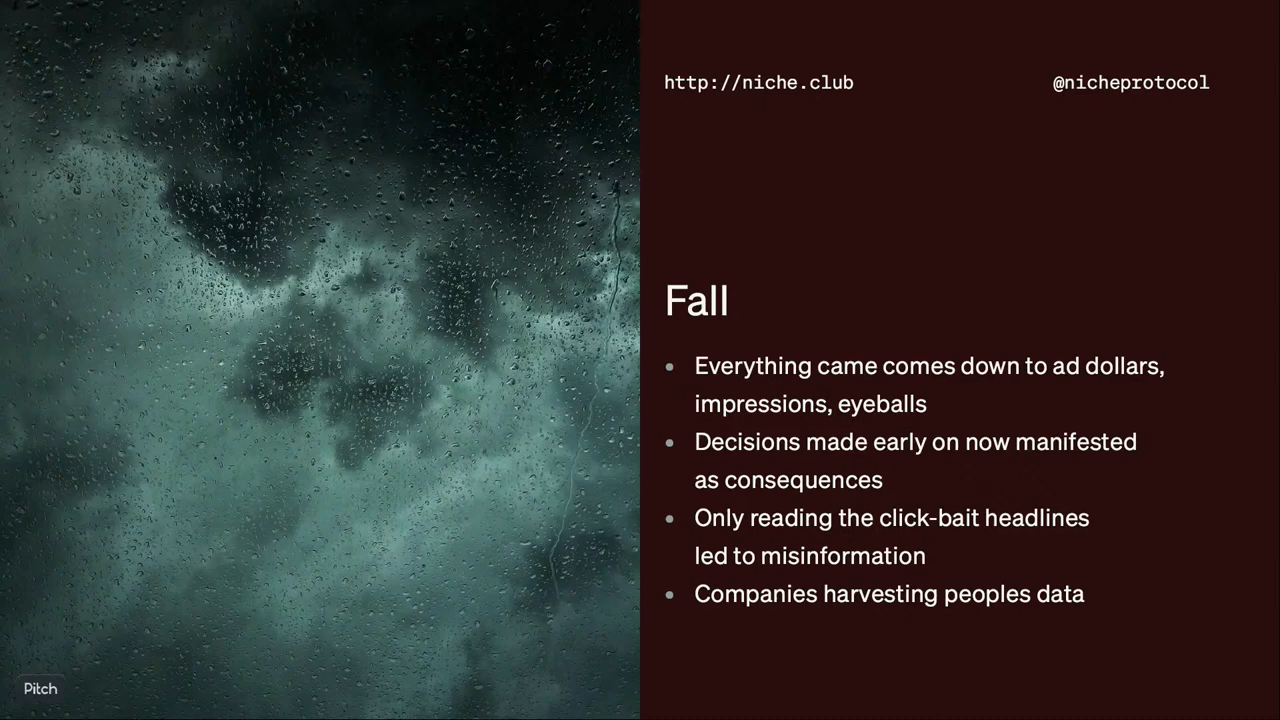 http://niche.club
@nicheprotocol
Fall
• Everything came comes down to ad dollars,
impressions, eyeballs
• Decisions made early on now manifested
as consequences
• Only reading the click-bait headlines
led to misinformation
• Companies harvesting peoples data
Pitch